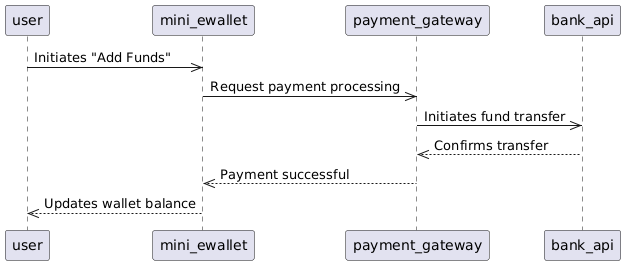 user mini_ewallet payment_gateway bank_api
Initiates "Add Funds"
Request payment processing
Initiates fund transfer
Confirms transfer
Payment successful
Updates wallet balance
user mini_ewallet payment_gateway bank_api